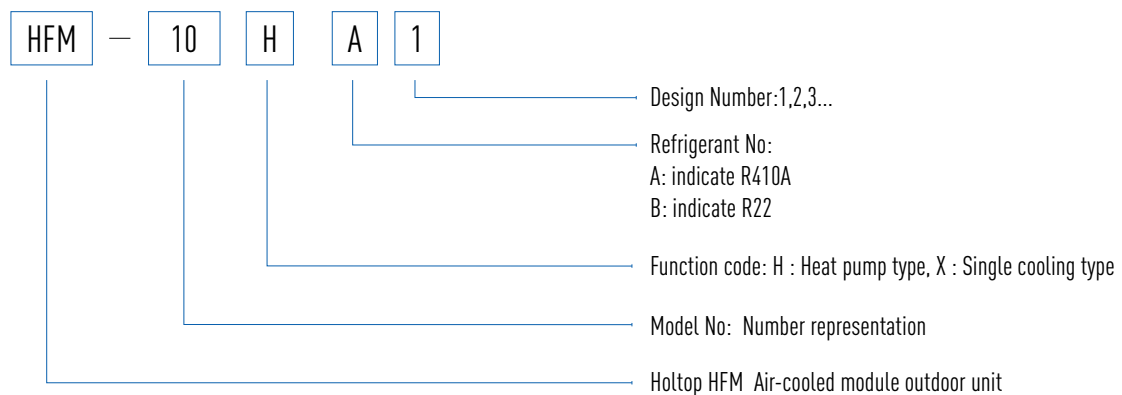 HFM — 10 H A 1
Design Number:1,2,3...
Refrigerant No:
A: indicate R410A
B: indicate R22
Function code: H : Heat pump type, X : Single cooling type
Model No: Number representation
Holtop HFM Air-cooled module outdoor unit